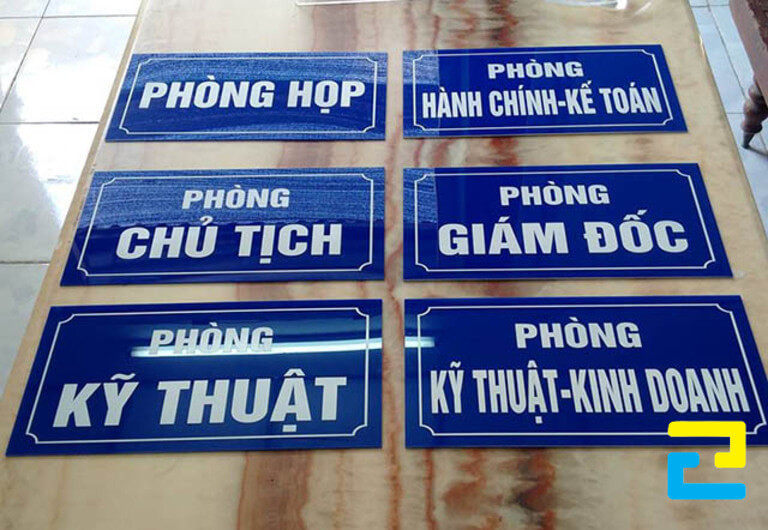 PHÒNG HỌP
PHÒNG
HÀNH CHÍNH-KẾ TOÁN
PHÒNG
CHỦ TỊCH
PHÒNG
GIÁM ĐỐC
PHÒNG
KỸ THUẬT
PHÒNG
KỸ THUẬT-KINH DOANH